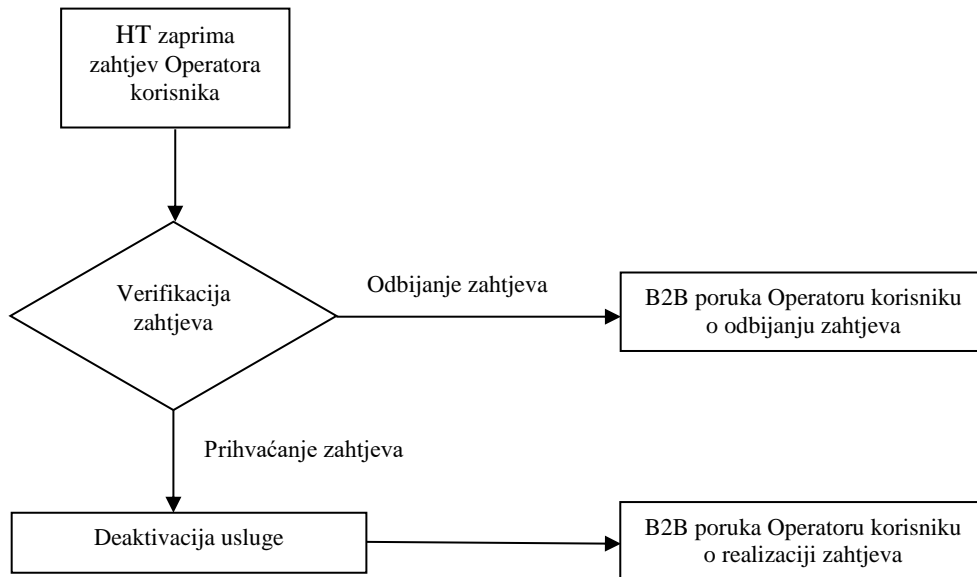 HT zaprima
zahtjev Operatora
korisnika
Verifikacija
zahtjeva
Odbijanje zahtjeva
B2B poruka Operatoru korisniku
o odbijanju zahtjeva
Prihvaćanje zahtjeva
Deaktivacija usluge
B2B poruka Operatoru korisniku
o realizaciji zahtjeva